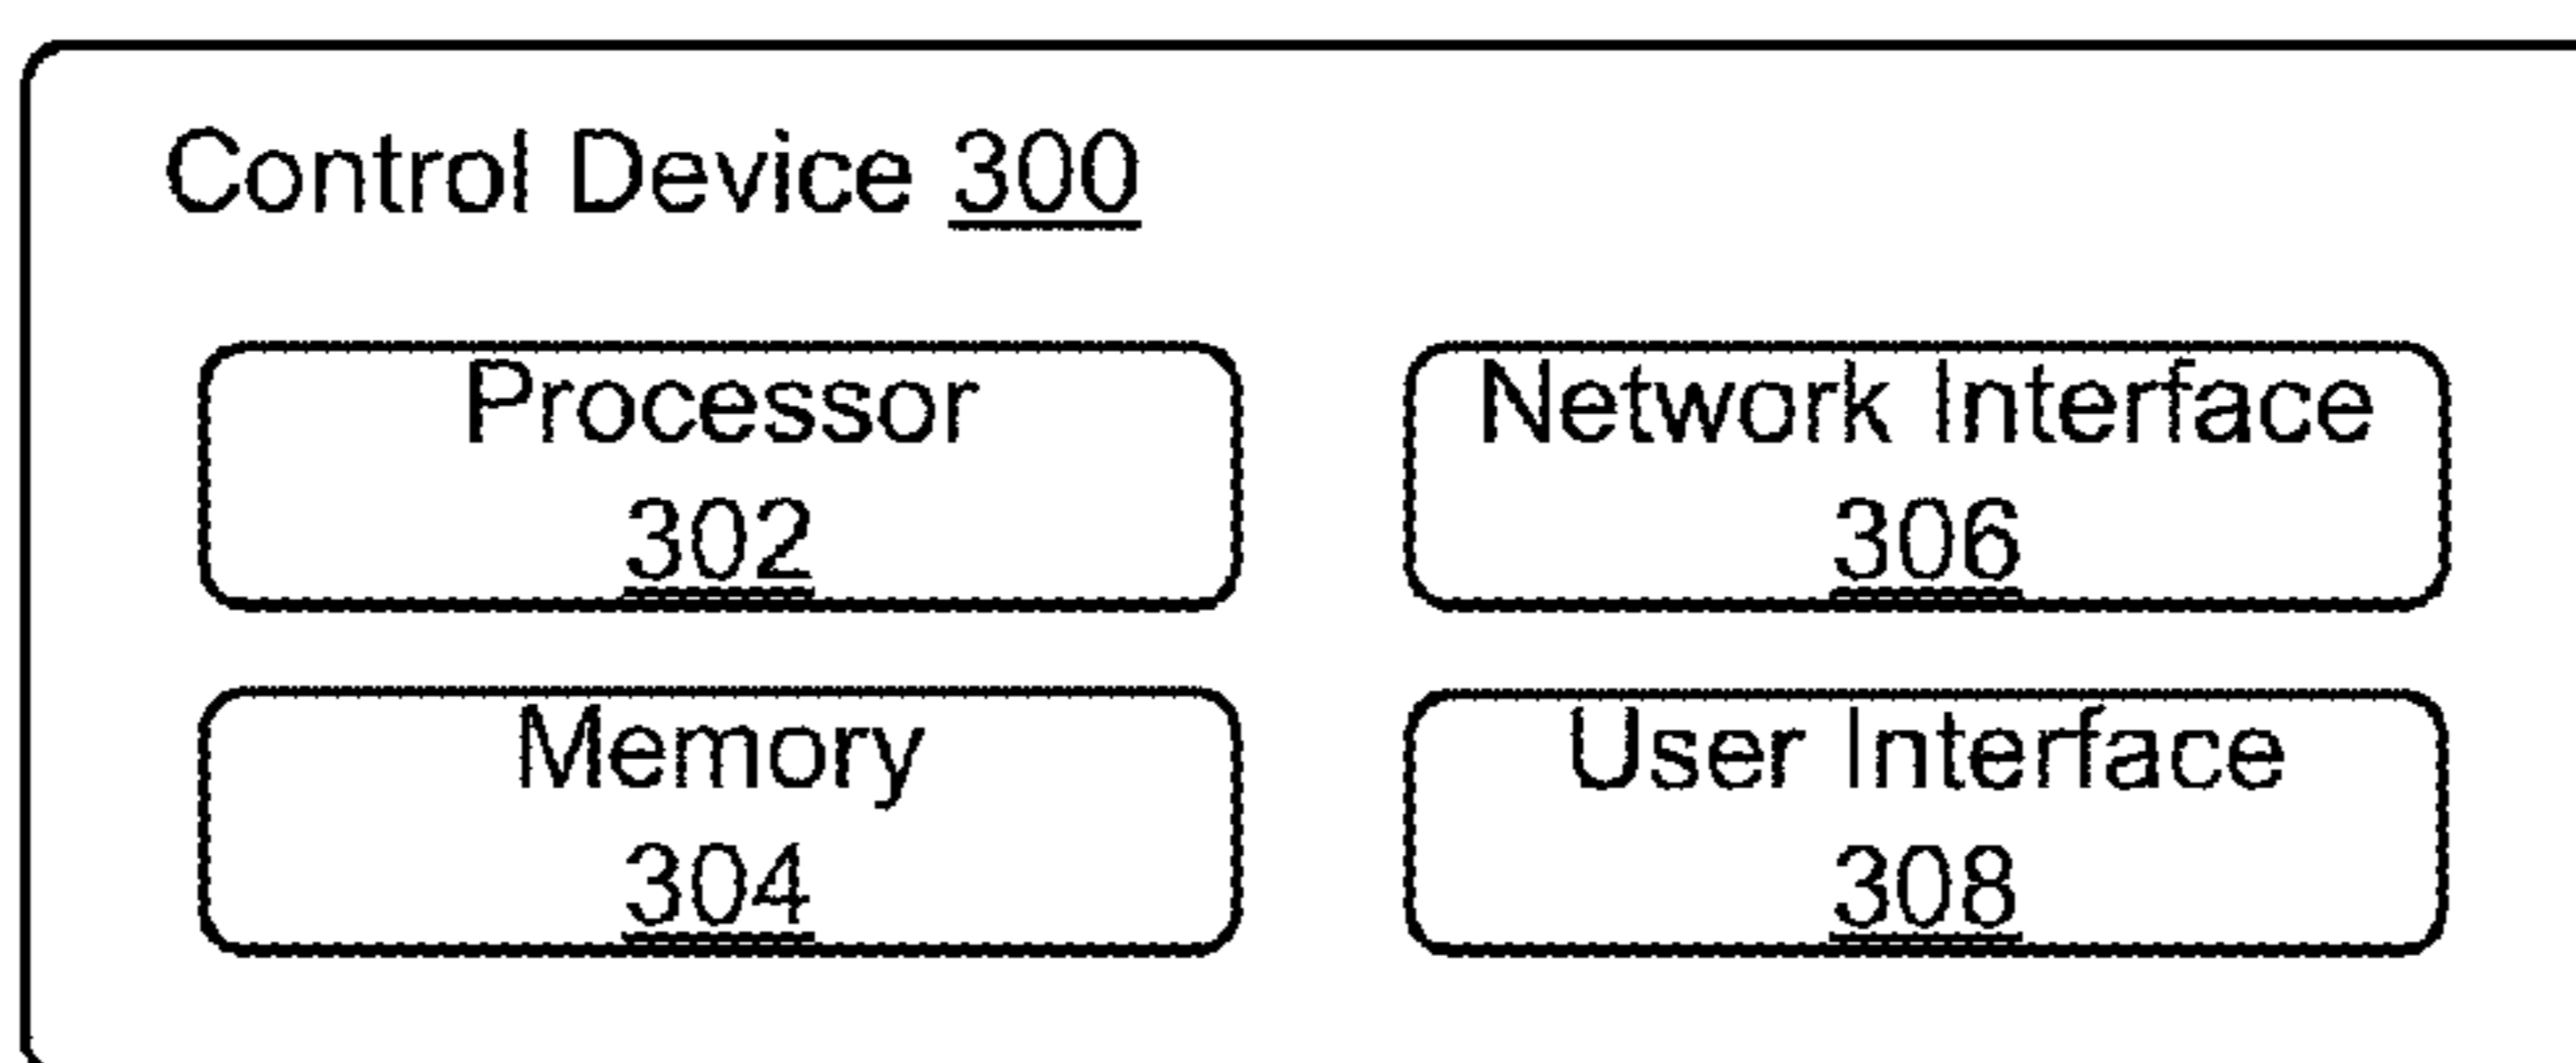 Control Device 300
Processor
302
Network Interface
306
Memory
304
User Interface
308